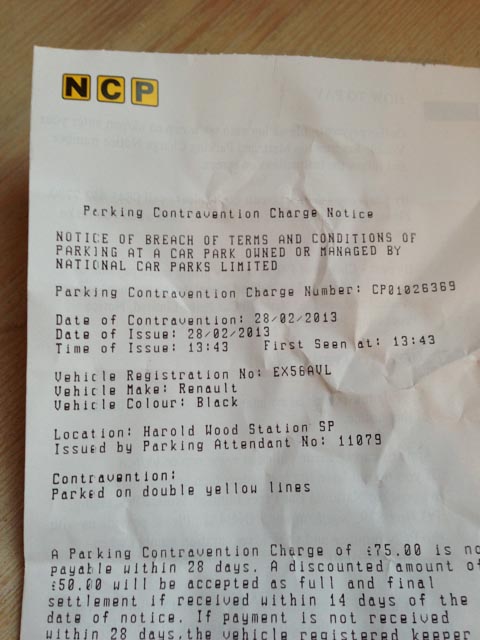 NCP
Parking Contravention Charge Notice
NOTICE OF BREACH OF TERMS AND CONDITIONS OF
PARKING AT A CAR PARK OWNED OR MANAGED BY
NATIONAL CAR PARKS LIMITED
Parking Contravention Charge Number: CP01026369
Date of Contravention: 28/02/2013
Date of Issue: 28/02/2013
Time of Issue: 13:43 First Seen at: 13:43
Vehicle Registration No: EX56AVL
Vehicle Make: Renault
Vehicle Colour: Black
Location: Harold Wood Station SP
Issued by Parking Attendant No: 11079
Contravention:
Parked on double yellow lines
A Parking Contravention Charge of £75.00 is
payable within 28 days. A discounted amount of
£50.00 will be accepted as full and final
settlement if received within 14 days of the
date of notice. If payment is not received
within 28 days,the vehicle registered keeper